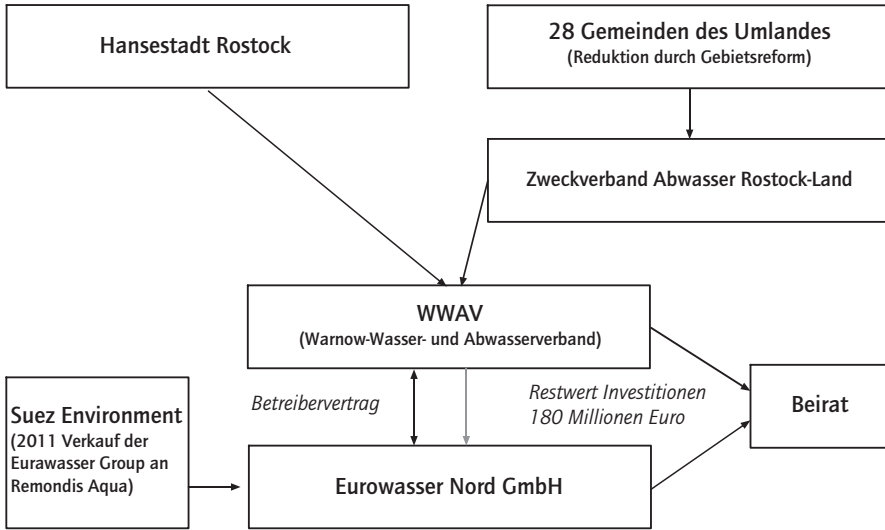 Hansestadt Rostock
28 Gemeinden des Umlandes
(Reduktion durch Gebietsreform)
Zweckverband Abwasser Rostock-Land
WWAV
(Warnow-Wasser- und Abwasserverband)
Suez Environment
(2011 Verkauf der
Eurawasser Group an
Remondis Aqua)
Betreibervertrag
Restwert Investitionen
180 Millionen Euro
Beirat
Eurowasser Nord GmbH